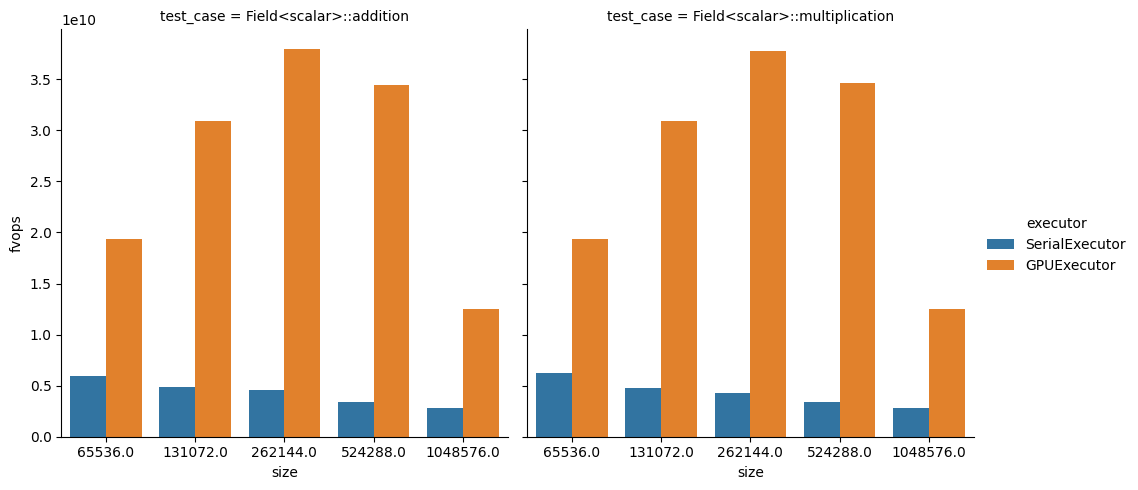 test_case = Field<scalar>::addition
test_case = Field<scalar>::multiplication
1e10
3.5
3.0
2.5
2.0
1.5
1.0
0.5
0.0
fvops
65536.0 131072.0 262144.0 524288.0 1048576.0
size
65536.0 131072.0 262144.0 524288.0 1048576.0
size
executor
SerialExecutor
GPUExecutor